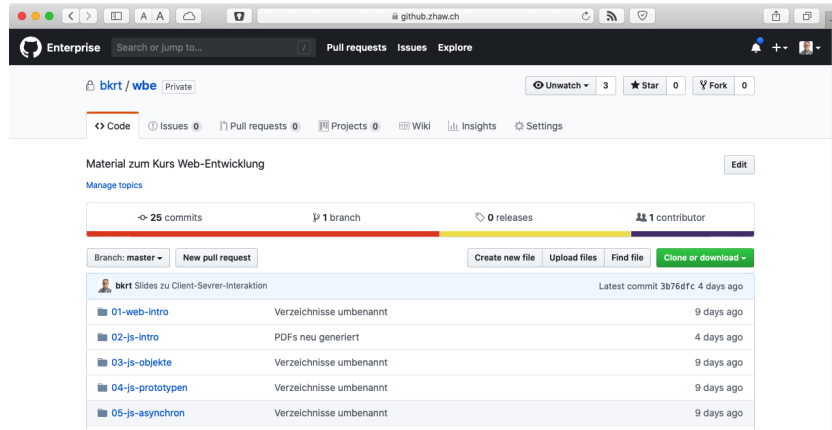 A A
github.zhaw.ch
Enterprise Search or jump to... / Pull requests Issues Explore
bkrt / wbe Private Unwatch 3 Star 0 Fork 0
Code Issues 0 Pull requests 0 Projects 0 Wiki Insights Settings
Material zum Kurs Web-Entwicklung Edit
Manage topics
25 commits 1 branch 0 releases 1 contributor
Branch: master New pull request Create new file Upload files Find file Clone or download
bkrt Slides zu Client-Sevrer-Interaktion Latest commit 3b76dfc 4 days ago
01-web-intro Verzeichnisse umbenannt 9 days ago
02-js-intro PDFs neu generiert 4 days ago
03-js-objekte Verzeichnisse umbenannt 9 days ago
04-js-prototypen Verzeichnisse umbenannt 9 days ago
05-js-asynchron Verzeichnisse umbenannt 9 days ago